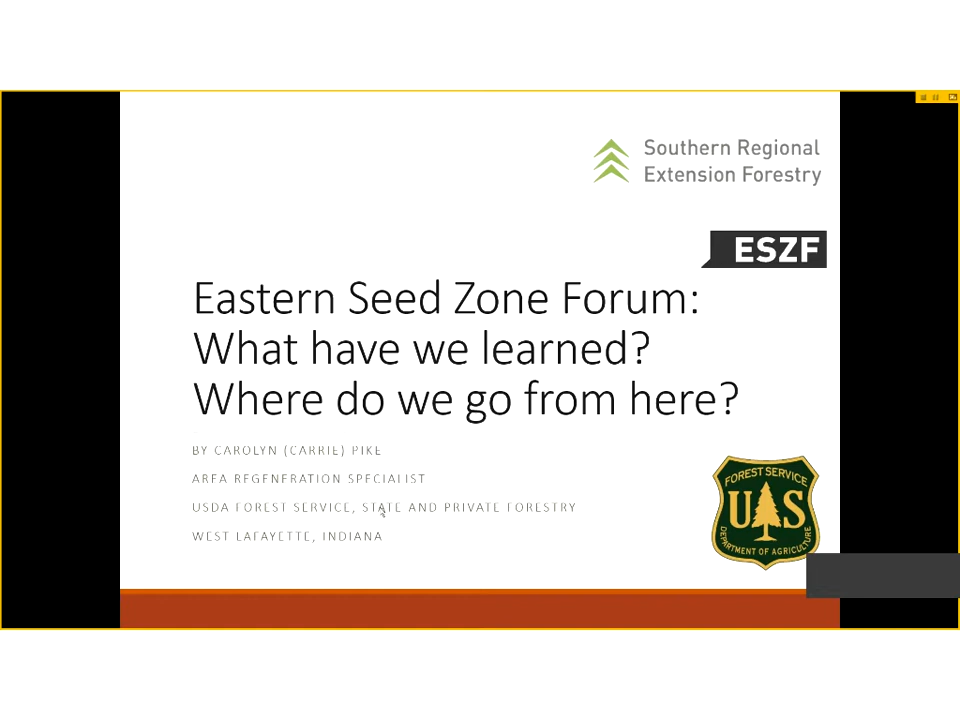 Southern Regional
Extension Forestry
ESZF
Eastern Seed Zone Forum:
What have we learned?
Where do we go from here?
BY CAROLYN (CARRIE) PIKE
AREA REGENERATION SPECIALIST
USDA FOREST SERVICE, STATE AND PRIVATE FORESTRY
WEST LAFAYETTE, INDIANA
FOREST SERVICE
U S
DEPARTMENT OF AGRICULTURE